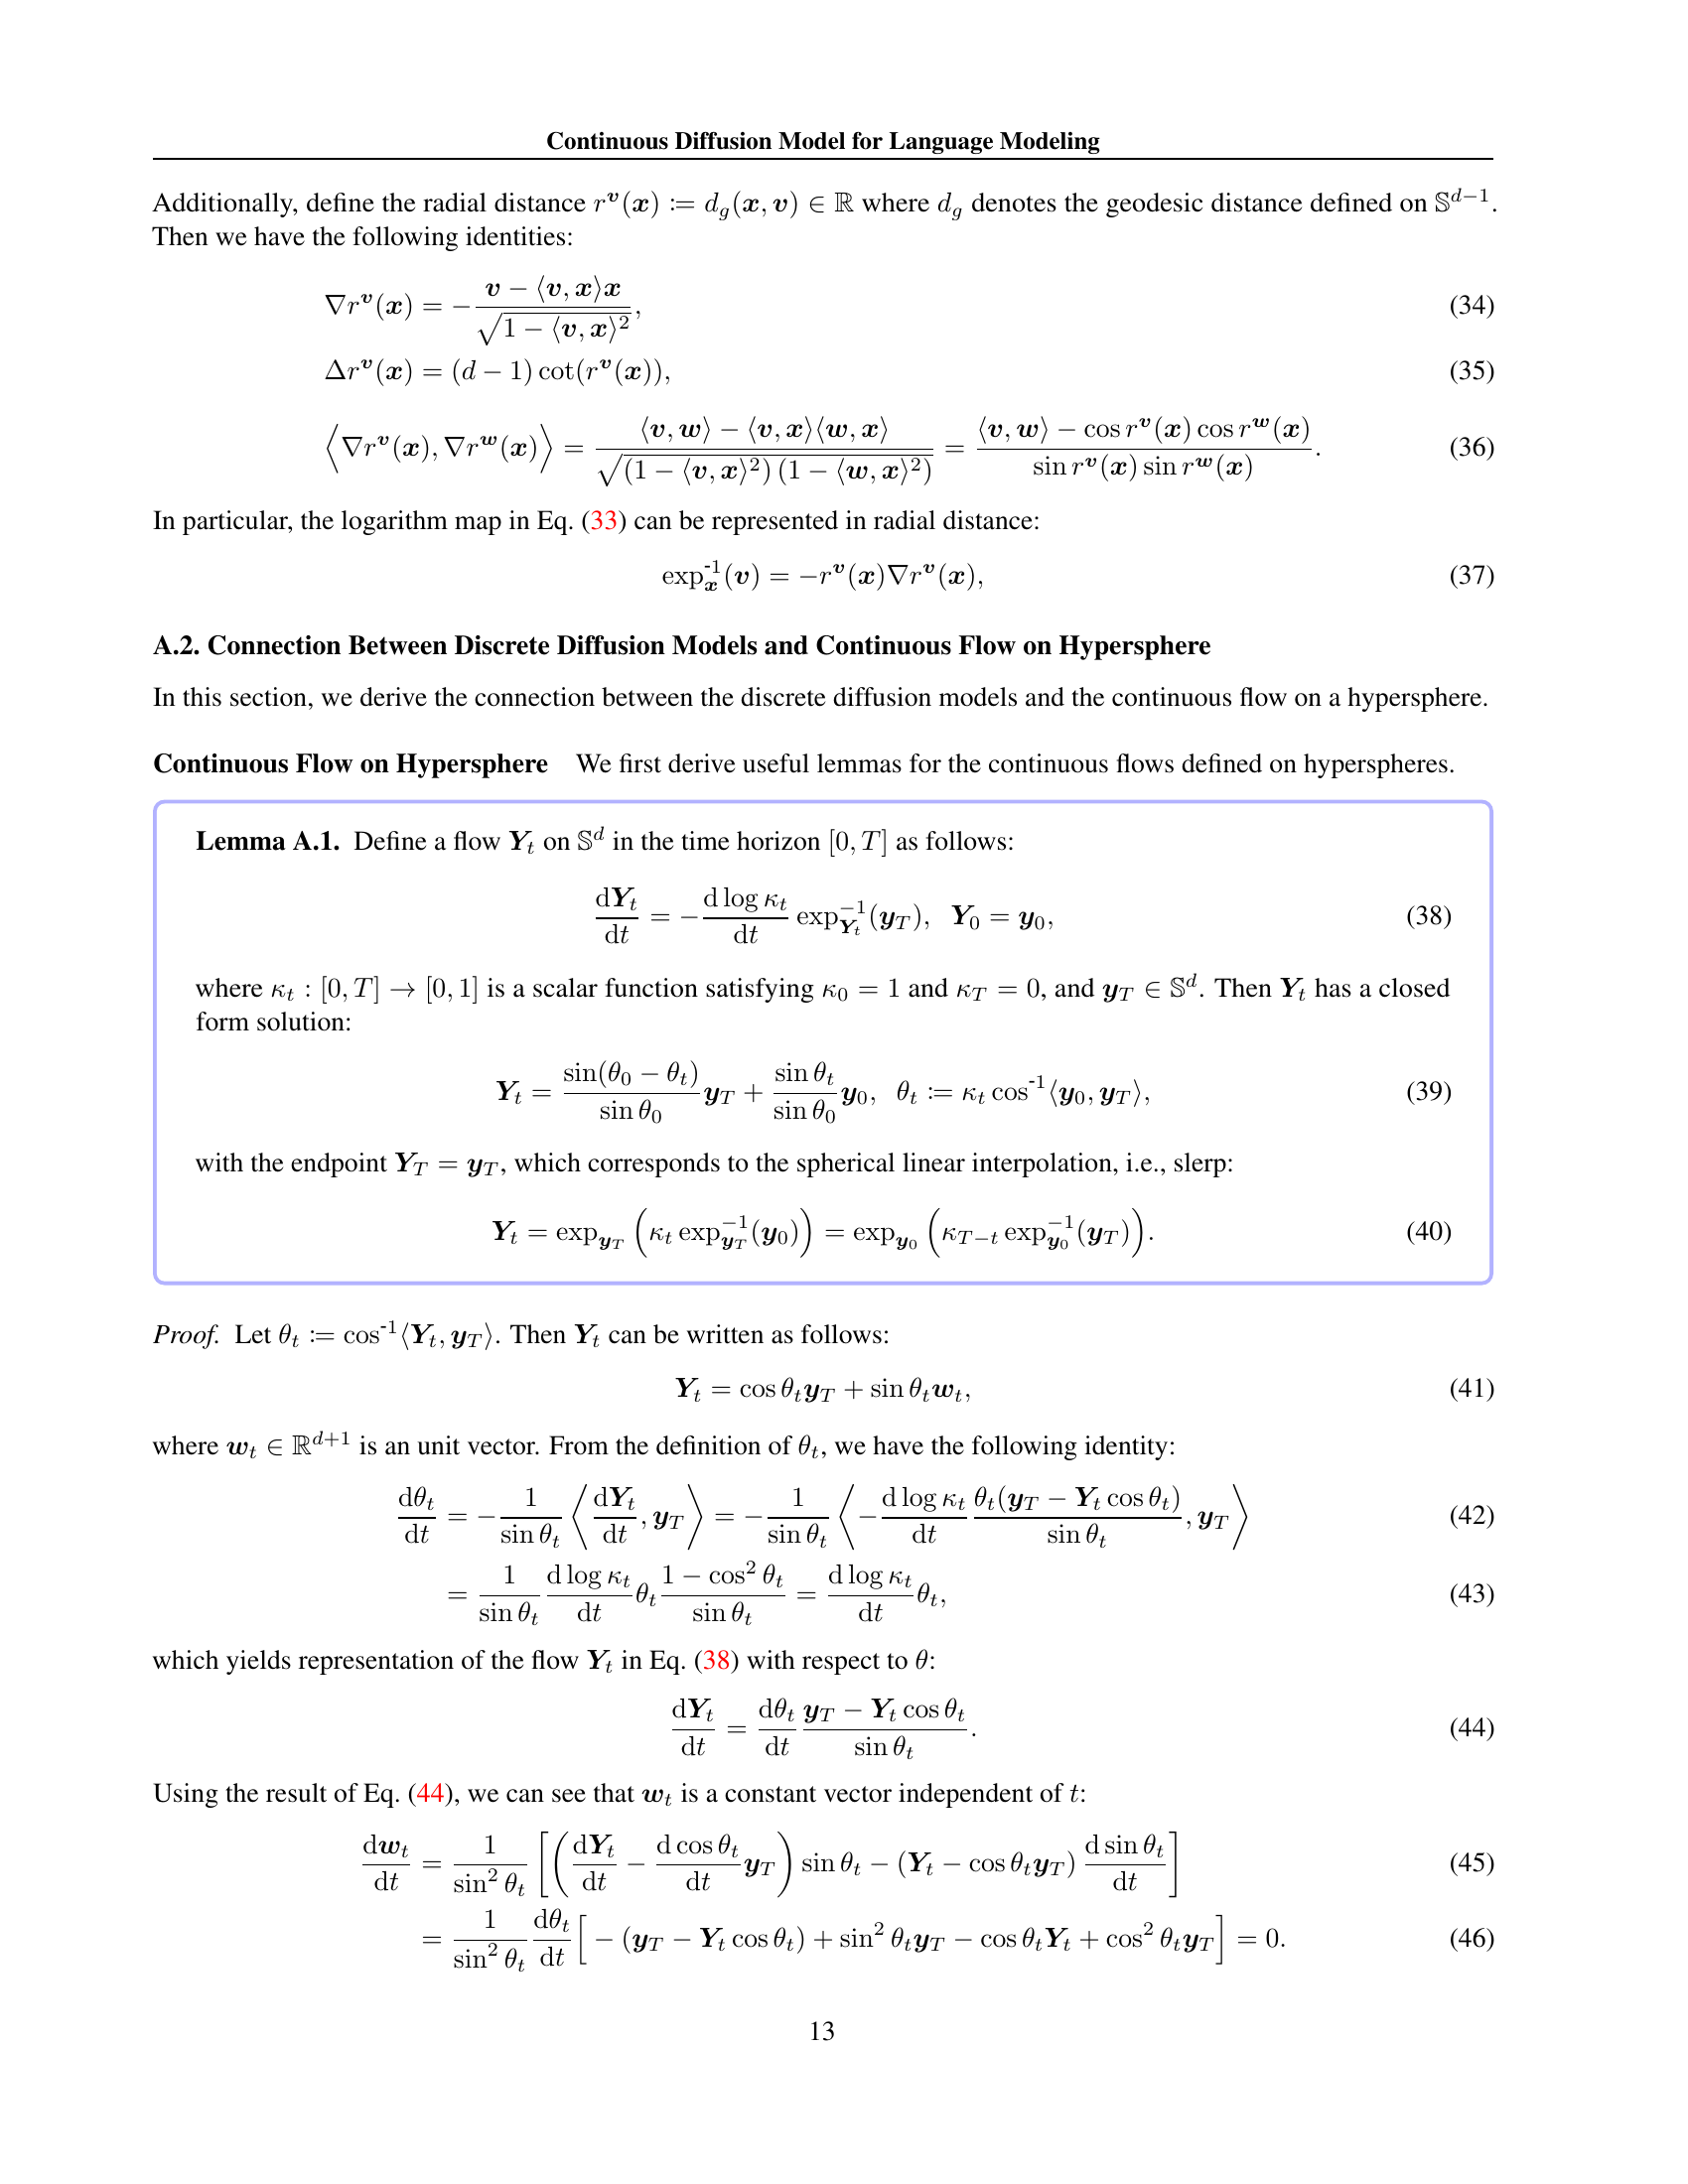 Continuous Diffusion Model for Language Modeling
Additionally, define the radial distance $r^{\boldsymbol{v}}(\boldsymbol{x}) \coloneqq d_g(\boldsymbol{x}, \boldsymbol{v}) \in \mathbb{R}$ where $d_g$ denotes the geodesic distance defined on $\mathbb{S}^{d-1}$.
Then we have the following identities:
$\nabla r^{\boldsymbol{v}}(\boldsymbol{x}) = -\frac{\boldsymbol{v} - \langle \boldsymbol{v}, \boldsymbol{x} \rangle \boldsymbol{x}}{\sqrt{1 - \langle \boldsymbol{v}, \boldsymbol{x} \rangle^2}},$ (34)
$\Delta r^{\boldsymbol{v}}(\boldsymbol{x}) = (d-1) \cot(r^{\boldsymbol{v}}(\boldsymbol{x})),$ (35)
$\left\langle \nabla r^{\boldsymbol{v}}(\boldsymbol{x}), \nabla r^{\boldsymbol{w}}(\boldsymbol{x}) \right\rangle = \frac{\langle \boldsymbol{v}, \boldsymbol{w} \rangle - \langle \boldsymbol{v}, \boldsymbol{x} \rangle \langle \boldsymbol{w}, \boldsymbol{x} \rangle}{\sqrt{(1 - \langle \boldsymbol{v}, \boldsymbol{x} \rangle^2)(1 - \langle \boldsymbol{w}, \boldsymbol{x} \rangle^2)}} = \frac{\langle \boldsymbol{v}, \boldsymbol{w} \rangle - \cos r^{\boldsymbol{v}}(\boldsymbol{x}) \cos r^{\boldsymbol{w}}(\boldsymbol{x})}{\sin r^{\boldsymbol{v}}(\boldsymbol{x}) \sin r^{\boldsymbol{w}}(\boldsymbol{x})}.$ (36)
In particular, the logarithm map in Eq. (33) can be represented in radial distance:
$\exp_{\boldsymbol{x}}^{\text{-}1}(\boldsymbol{v}) = -r^{\boldsymbol{v}}(\boldsymbol{x}) \nabla r^{\boldsymbol{v}}(\boldsymbol{x}),$ (37)
A.2. Connection Between Discrete Diffusion Models and Continuous Flow on Hypersphere
In this section, we derive the connection between the discrete diffusion models and the continuous flow on a hypersphere.
Continuous Flow on Hypersphere We first derive useful lemmas for the continuous flows defined on hyperspheres.
Lemma A.1. Define a flow $\boldsymbol{Y}_t$ on $\mathbb{S}^d$ in the time horizon $[0, T]$ as follows:
$\frac{\mathrm{d}\boldsymbol{Y}_t}{\mathrm{d}t} = -\frac{\mathrm{d} \log \kappa_t}{\mathrm{d}t} \exp_{\boldsymbol{Y}_t}^{-1}(\boldsymbol{y}_T), \;\; \boldsymbol{Y}_0 = \boldsymbol{y}_0,$ (38)
where $\kappa_t : [0, T] \to [0, 1]$ is a scalar function satisfying $\kappa_0 = 1$ and $\kappa_T = 0$, and $\boldsymbol{y}_T \in \mathbb{S}^d$. Then $\boldsymbol{Y}_t$ has a closed
form solution:
$\boldsymbol{Y}_t = \frac{\sin(\theta_0 - \theta_t)}{\sin \theta_0} \boldsymbol{y}_T + \frac{\sin \theta_t}{\sin \theta_0} \boldsymbol{y}_0, \;\; \theta_t \coloneqq \kappa_t \cos^{\text{-}1} \langle \boldsymbol{y}_0, \boldsymbol{y}_T \rangle,$ (39)
with the endpoint $\boldsymbol{Y}_T = \boldsymbol{y}_T$, which corresponds to the spherical linear interpolation, i.e., slerp:
$\boldsymbol{Y}_t = \exp_{\boldsymbol{y}_T} \left( \kappa_t \exp_{\boldsymbol{y}_T}^{-1}(\boldsymbol{y}_0) \right) = \exp_{\boldsymbol{y}_0} \left( \kappa_{T-t} \exp_{\boldsymbol{y}_0}^{-1}(\boldsymbol{y}_T) \right).$ (40)
Proof. Let $\theta_t \coloneqq \cos^{\text{-}1} \langle \boldsymbol{Y}_t, \boldsymbol{y}_T \rangle$. Then $\boldsymbol{Y}_t$ can be written as follows:
$\boldsymbol{Y}_t = \cos \theta_t \boldsymbol{y}_T + \sin \theta_t \boldsymbol{w}_t,$ (41)
where $\boldsymbol{w}_t \in \mathbb{R}^{d+1}$ is an unit vector. From the definition of $\theta_t$, we have the following identity:
$\frac{\mathrm{d}\theta_t}{\mathrm{d}t} = -\frac{1}{\sin \theta_t} \left\langle \frac{\mathrm{d}\boldsymbol{Y}_t}{\mathrm{d}t}, \boldsymbol{y}_T \right\rangle = -\frac{1}{\sin \theta_t} \left\langle -\frac{\mathrm{d} \log \kappa_t}{\mathrm{d}t} \frac{\theta_t (\boldsymbol{y}_T - \boldsymbol{Y}_t \cos \theta_t)}{\sin \theta_t}, \boldsymbol{y}_T \right\rangle$ (42)
$= \frac{1}{\sin \theta_t} \frac{\mathrm{d} \log \kappa_t}{\mathrm{d}t} \theta_t \frac{1 - \cos^2 \theta_t}{\sin \theta_t} = \frac{\mathrm{d} \log \kappa_t}{\mathrm{d}t} \theta_t,$ (43)
which yields representation of the flow $\boldsymbol{Y}_t$ in Eq. (38) with respect to $\theta$:
$\frac{\mathrm{d}\boldsymbol{Y}_t}{\mathrm{d}t} = \frac{\mathrm{d}\theta_t}{\mathrm{d}t} \frac{\boldsymbol{y}_T - \boldsymbol{Y}_t \cos \theta_t}{\sin \theta_t}.$ (44)
Using the result of Eq. (44), we can see that $\boldsymbol{w}_t$ is a constant vector independent of $t$:
$\frac{\mathrm{d}\boldsymbol{w}_t}{\mathrm{d}t} = \frac{1}{\sin^2 \theta_t} \left[ \left( \frac{\mathrm{d}\boldsymbol{Y}_t}{\mathrm{d}t} - \frac{\mathrm{d} \cos \theta_t}{\mathrm{d}t} \boldsymbol{y}_T \right) \sin \theta_t - (\boldsymbol{Y}_t - \cos \theta_t \boldsymbol{y}_T) \frac{\mathrm{d} \sin \theta_t}{\mathrm{d}t} \right]$ (45)
$= \frac{1}{\sin^2 \theta_t} \frac{\mathrm{d}\theta_t}{\mathrm{d}t} \left[ -(\boldsymbol{y}_T - \boldsymbol{Y}_t \cos \theta_t) + \sin^2 \theta_t \boldsymbol{y}_T - \cos \theta_t \boldsymbol{Y}_t + \cos^2 \theta_t \boldsymbol{y}_T \right] = 0.$ (46)
13